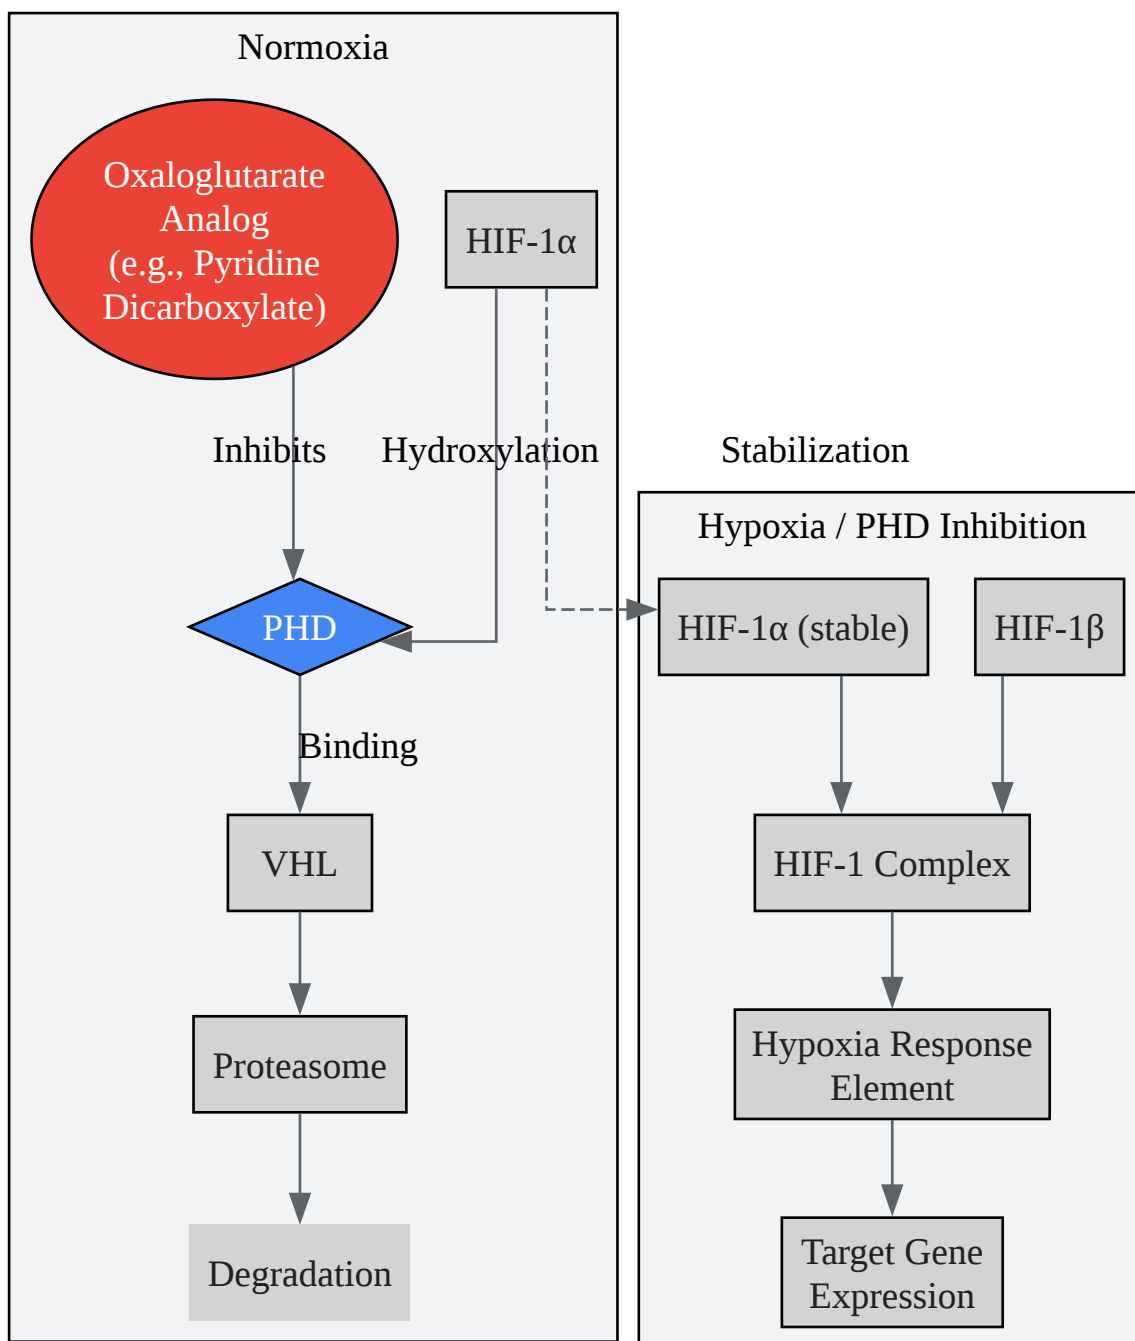 Normoxia
Oxaloglutarate
Analog
(e.g., Pyridine
Dicarboxylate)
HIF-1α
Inhibits
Hydroxylation
Stabilization
PHD
Binding
VHL
Proteasome
Degradation
Hypoxia / PHD Inhibition
HIF-1α (stable)
HIF-1β
HIF-1 Complex
Hypoxia Response
Element
Target Gene
Expression